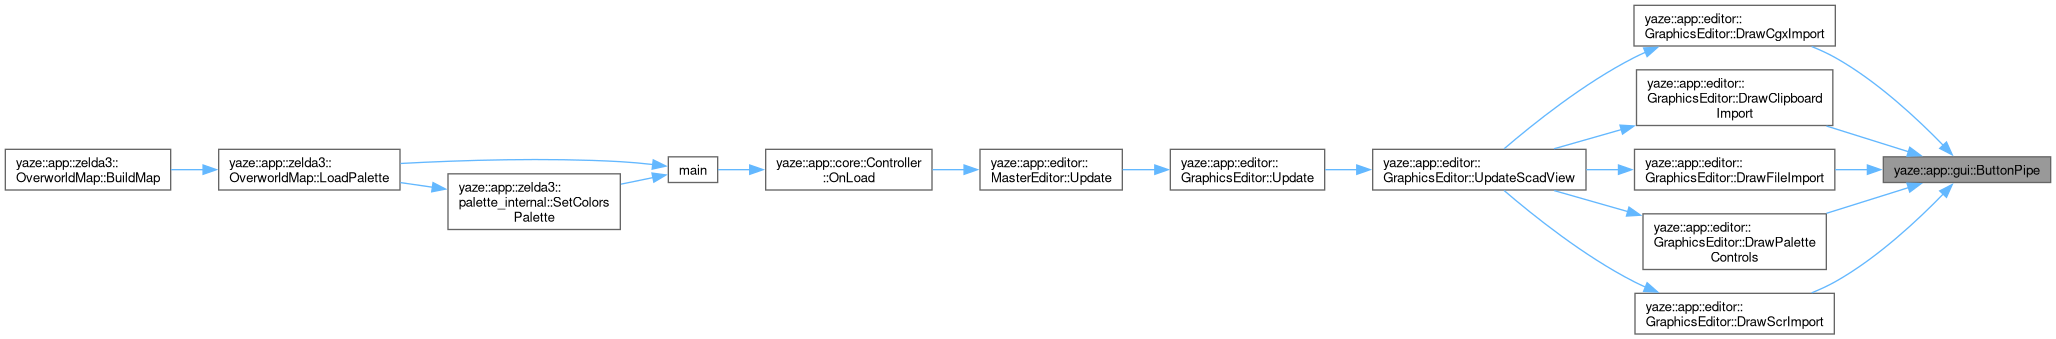 yaze::app::zelda3::
OverworldMap::BuildMap
yaze::app::zelda3::
OverworldMap::LoadPalette
yaze::app::zelda3::
palette_internal::SetColors
Palette
main
yaze::app::core::Controller
::OnLoad
yaze::app::editor::
MasterEditor::Update
yaze::app::editor::
GraphicsEditor::Update
yaze::app::editor::
GraphicsEditor::UpdateScadView
yaze::app::editor::
GraphicsEditor::DrawCgxImport
yaze::app::editor::
GraphicsEditor::DrawClipboard
Import
yaze::app::editor::
GraphicsEditor::DrawFileImport
yaze::app::editor::
GraphicsEditor::DrawPalette
Controls
yaze::app::editor::
GraphicsEditor::DrawScrImport
yaze::app::gui::ButtonPipe